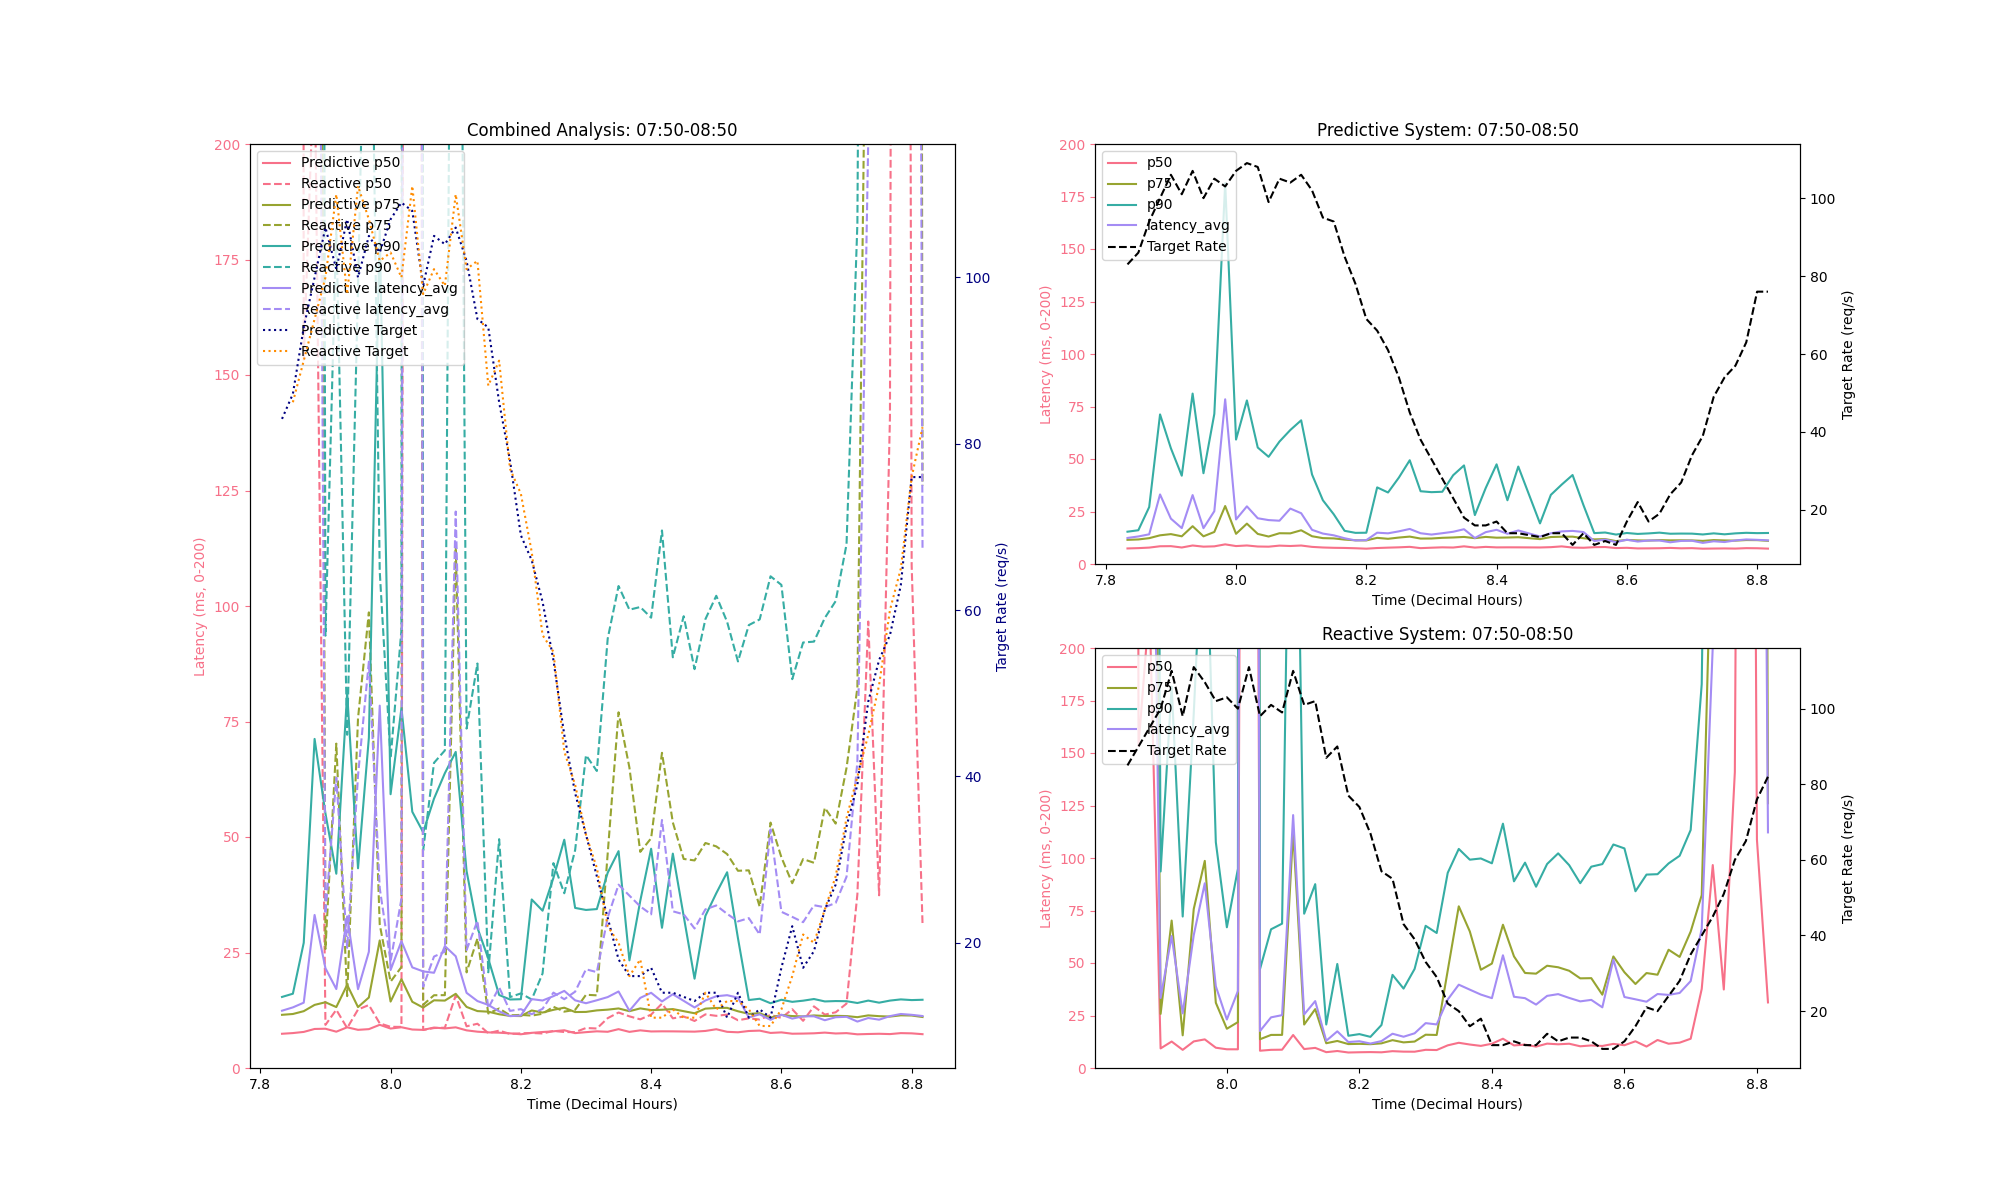 Combined Analysis: 07:50-08:50
200
175
150
125
100
75
50
25
0
Latency (ms, 0-200)
Predictive p50
Reactive p50
Predictive p75
Reactive p75
Predictive p90
Reactive p90
Predictive latency_avg
Reactive latency_avg
Predictive Target
Reactive Target
100
80
60
40
20
Target Rate (req/s)
7.8 8.0 8.2 8.4 8.6 8.8
Time (Decimal Hours)
Predictive System: 07:50-08:50
200
175
150
125
100
75
50
25
0
Latency (ms, 0-200)
p50
p75
p90
latency_avg
Target Rate
100
80
60
40
20
Target Rate (req/s)
7.8 8.0 8.2 8.4 8.6 8.8
Time (Decimal Hours)
Reactive System: 07:50-08:50
200
175
150
125
100
75
50
25
0
Latency (ms, 0-200)
p50
p75
p90
latency_avg
Target Rate
100
80
60
40
20
Target Rate (req/s)
8.0 8.2 8.4 8.6 8.8
Time (Decimal Hours)